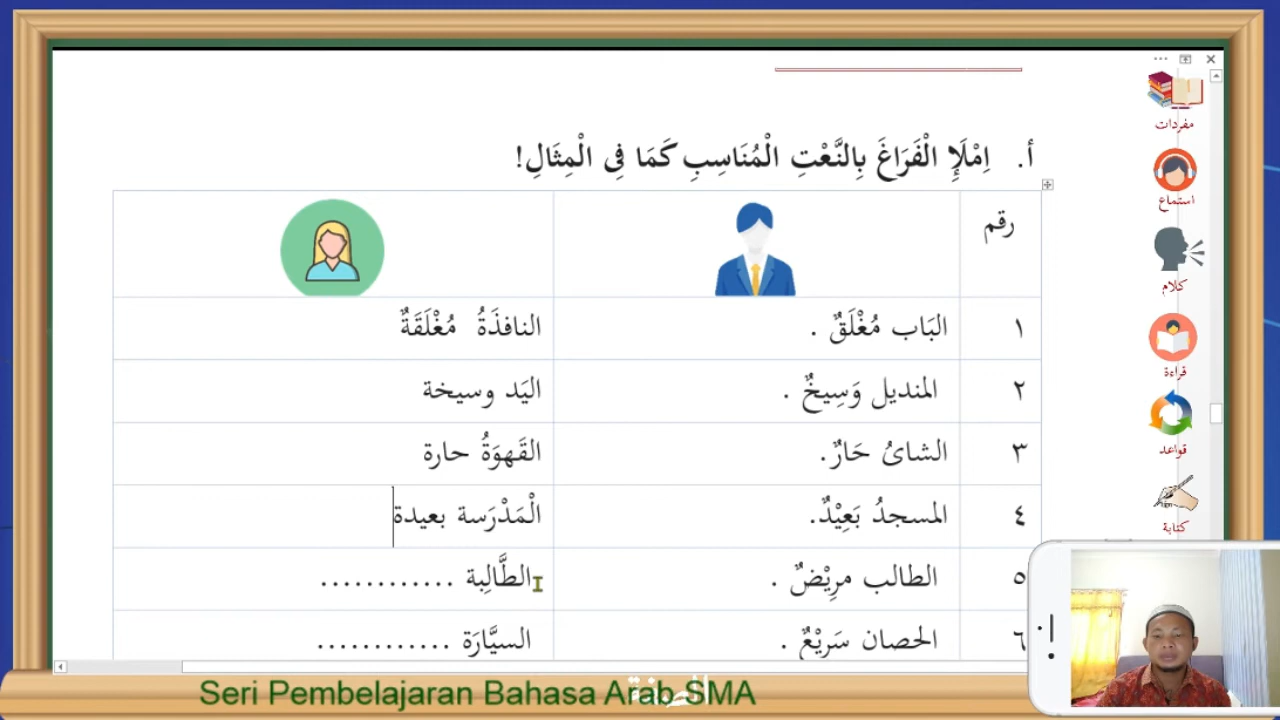 أ. اِمْلَإِ الْفَرَاغَ بِالنَّعْتِ الْمُنَاسِبِ كَمَا فِى الْمِثَالِ!
رقم
١ البَاب مُغْلَقٌ . النافذَةُ مُغْلَقَةٌ
٢ المنديل وَسِيخٌ . اليَد وسيخة
٣ الشاىُ حَارٌ. القَهوَةُ حارة
٤ المسجدُ بَعِيْدٌ. الْمَدْرَسة بعيدة
٥ الطالب مرِيْضٌ . الطَّالِبة ............
٦ الحصان سَرِيْعٌ . السيَّارَة ............
مفردات
استماع
كلام
قراءة
قواعد
كتابة
Seri Pembelajaran Bahasa Arab SMA